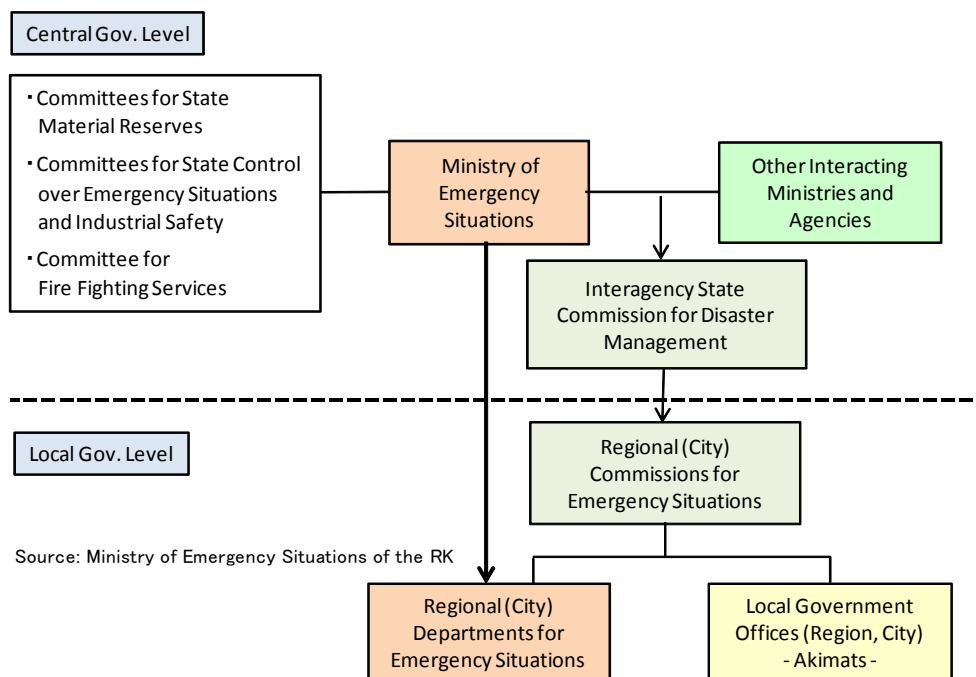 Central Gov. Level
・Committees for State
Material Reserves
・Committees for State Control
over Emergency Situations
and Industrial Safety
・Committee for
Fire Fighting Services
Ministry of
Emergency
Situations
Other Interacting
Ministries and
Agencies
Interagency State
Commission for Disaster
Management
Local Gov. Level
Regional (City)
Commissions for
Emergency Situations
Source: Ministry of Emergency Situations of the RK
Regional (City)
Departments for
Emergency Situations
Local Government
Offices (Region, City)
- Akimats -